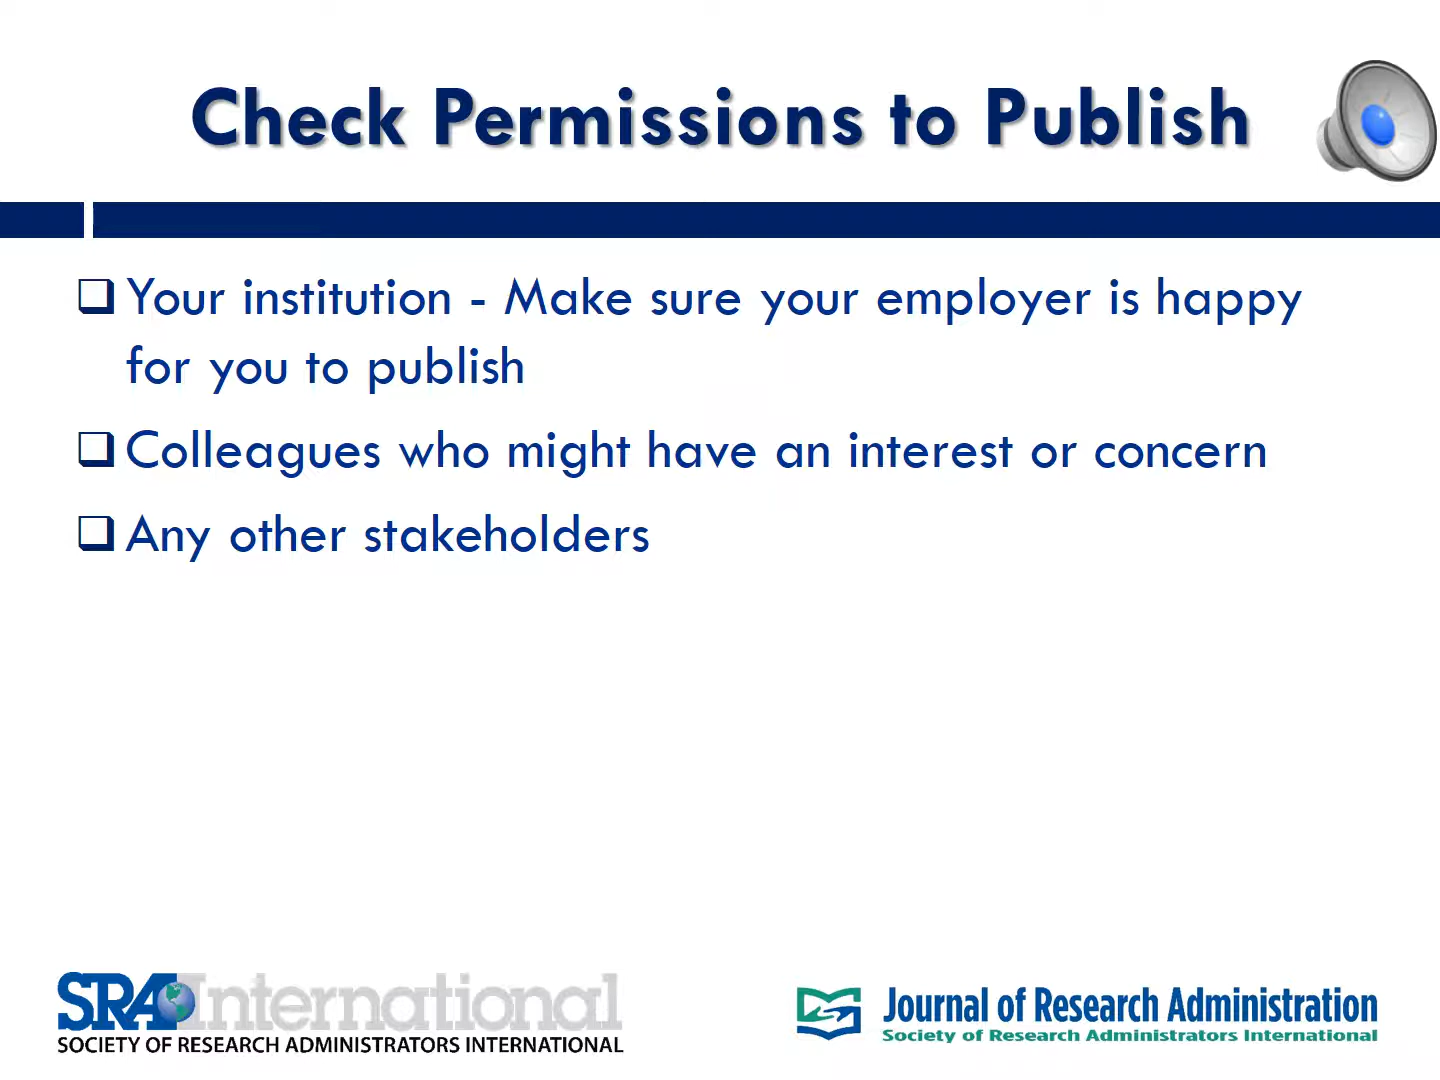 Check Permissions to Publish
Your institution - Make sure your employer is happy
for you to publish
Colleagues who might have an interest or concern
Any other stakeholders
SRA International
SOCIETY OF RESEARCH ADMINISTRATORS INTERNATIONAL
Journal of Research Administration
Society of Research Administrators International